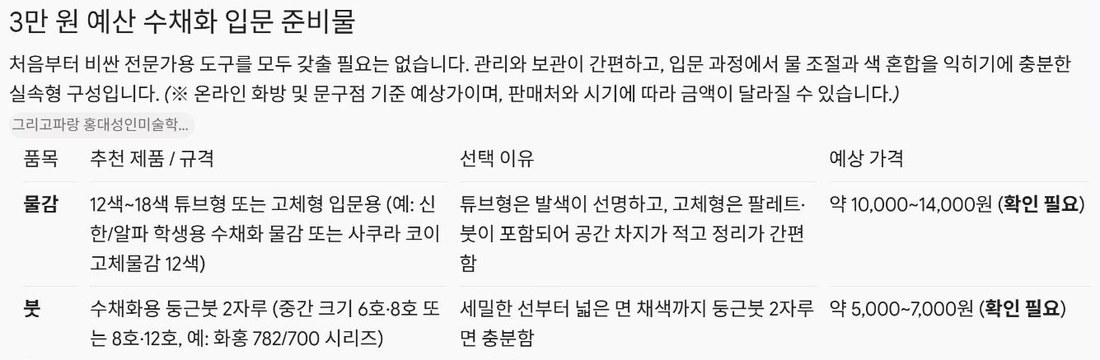 3만 원 예산 수채화 입문 준비물
처음부터 비싼 전문가용 도구를 모두 갖출 필요는 없습니다. 관리와 보관이 간편하고, 입문 과정에서 물 조절과 색 혼합을 익히기에 충분한
실속형 구성입니다. (※ 온라인 화방 및 문구점 기준 예상가이며, 판매처와 시기에 따라 금액이 달라질 수 있습니다.)
그리고파랑 홍대성인미술학...
품목 추천 제품 / 규격 선택 이유 예상 가격
물감 12색~18색 튜브형 또는 고체형 입문용 (예: 신 튜브형은 발색이 선명하고, 고체형은 팔레트· 약 10,000~14,000원 (확인 필요)
한/알파 학생용 수채화 물감 또는 사쿠라 코이 붓이 포함되어 공간 차지가 적고 정리가 간편
고체물감 12색) 함
붓 수채화용 둥근붓 2자루 (중간 크기 6호·8호 또 세밀한 선부터 넓은 면 채색까지 둥근붓 2자루 약 5,000~7,000원 (확인 필요)
는 8호·12호, 예: 화홍 782/700 시리즈) 면 충분함